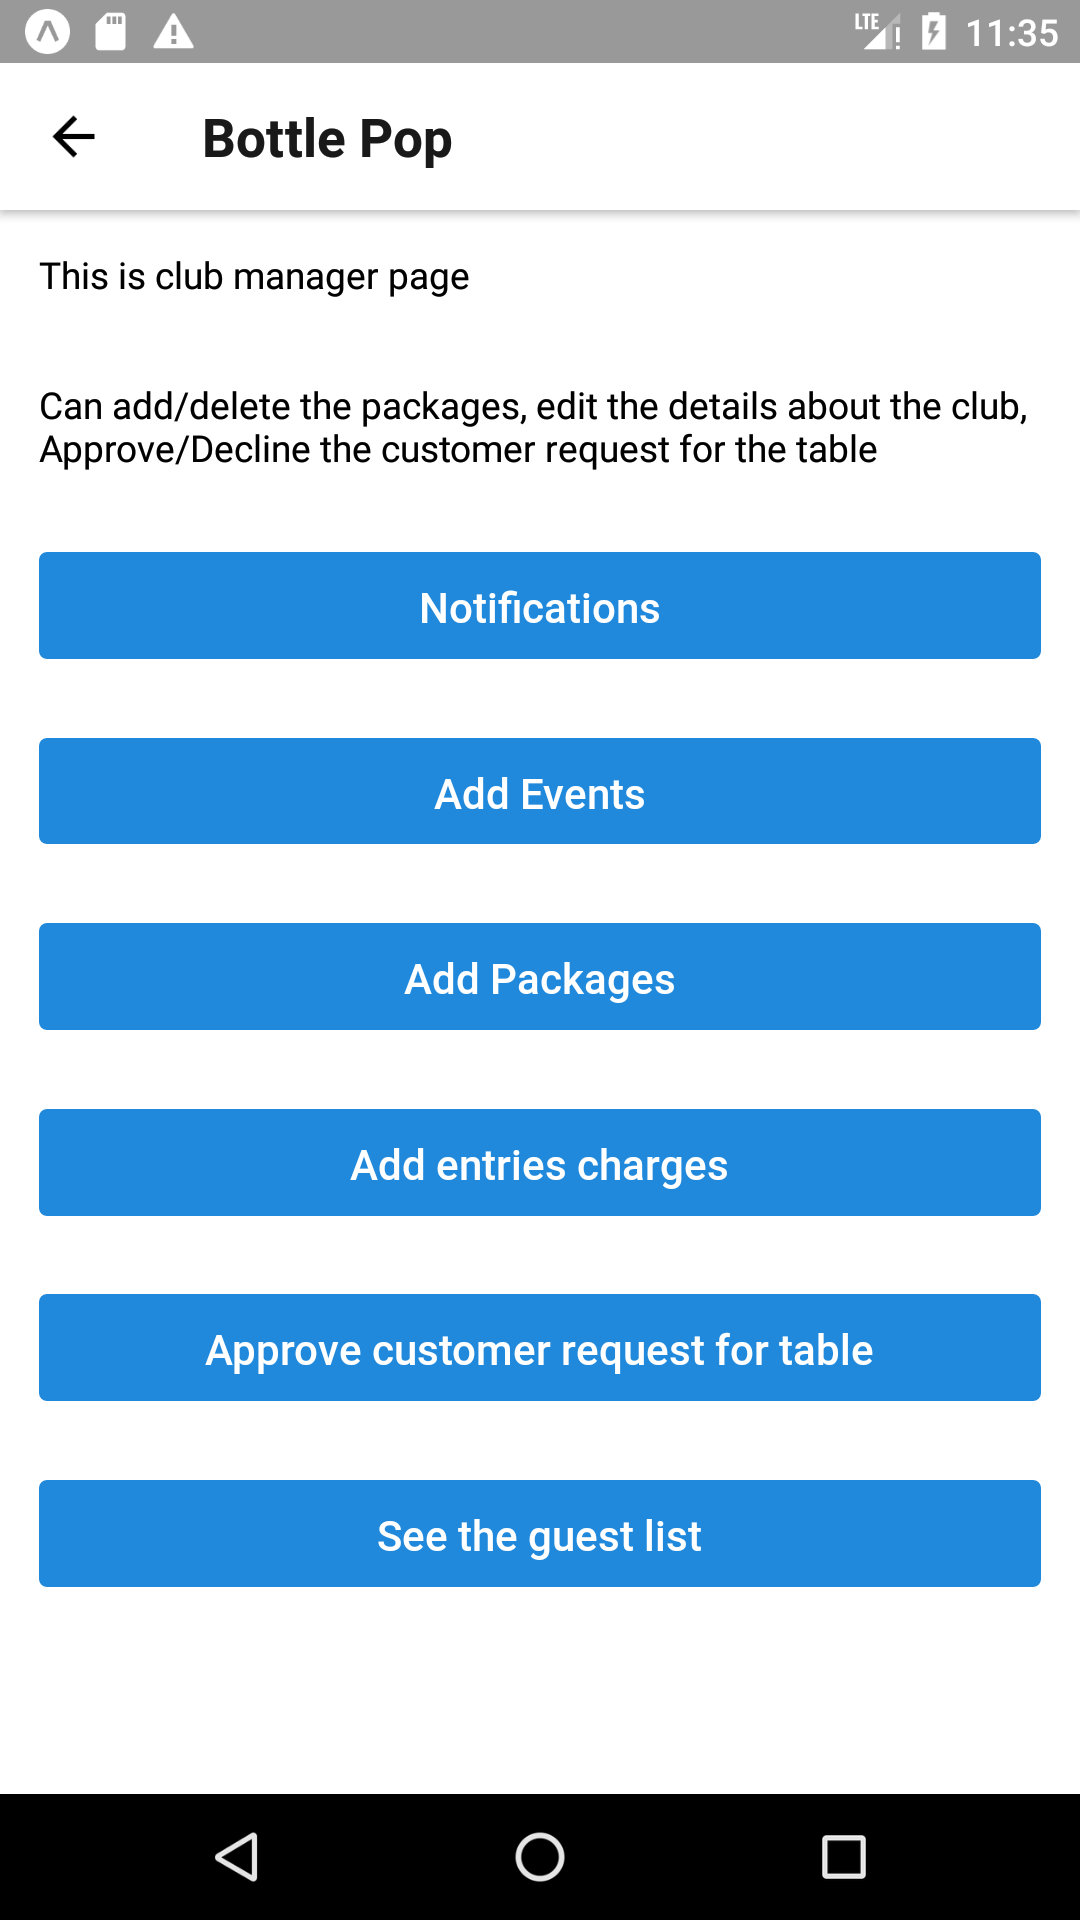 LTE 11:35
Bottle Pop
This is club manager page
Can add/delete the packages, edit the details about the club,
Approve/Decline the customer request for the table
Notifications
Add Events
Add Packages
Add entries charges
Approve customer request for table
See the guest list